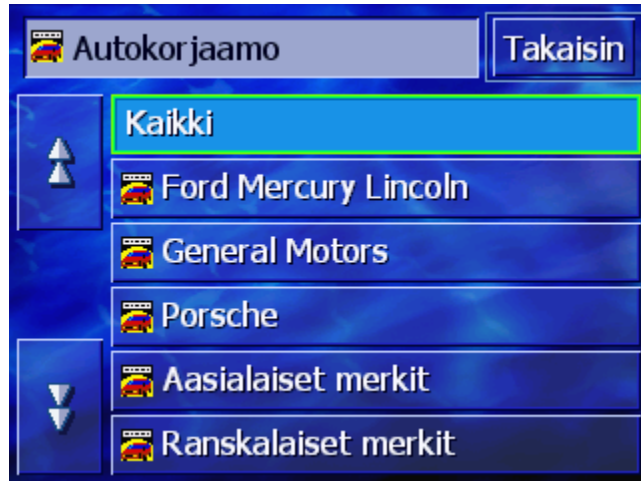 Autokorjaamo
Takaisin
Kaikki
Ford Mercury Lincoln
General Motors
Porsche
Aasialaiset merkit
Ranskalaiset merkit